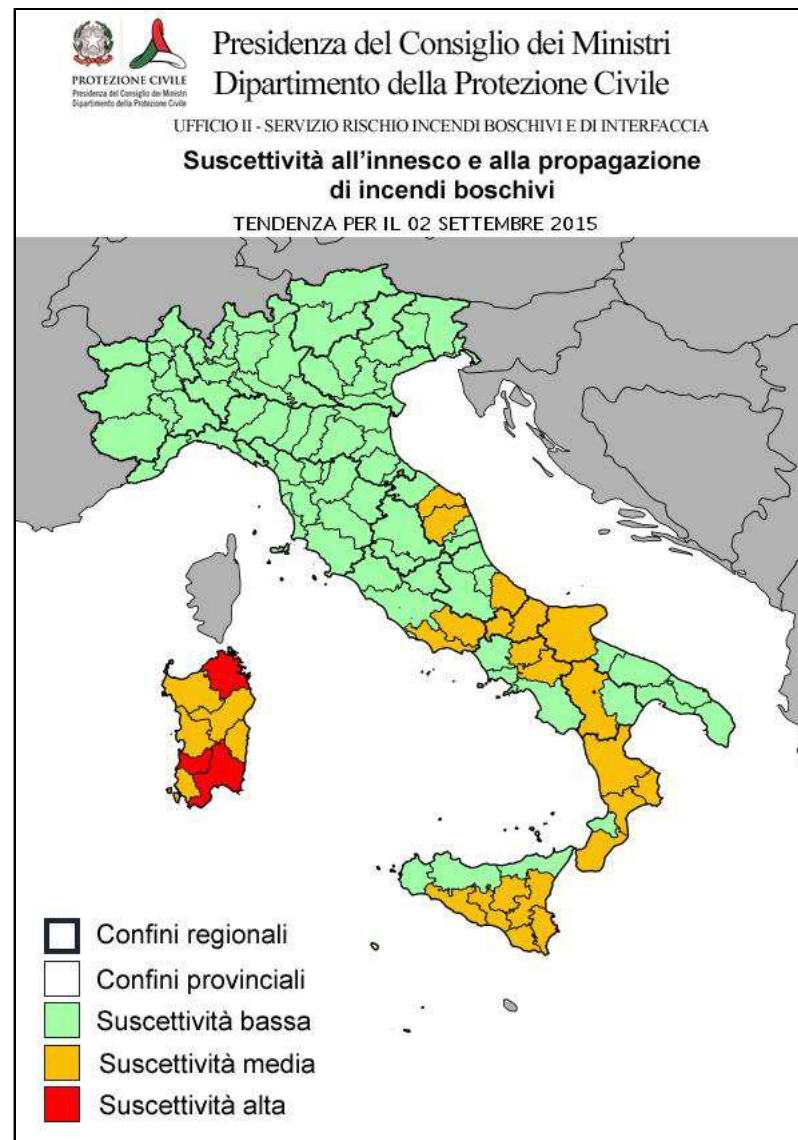 Presidenza del Consiglio dei Ministri
Dipartimento della Protezione Civile
PROTEZIONE CIVILE
Presidenza del Consiglio dei Ministri
Dipartimento della Protezione Civile
UFFICIO II - SERVIZIO RISCHIO INCENDI BOSCHIVI E DI INTERFACCIA
Suscettività all'innesco e alla propagazione
di incendi boschivi
TENDENZA PER IL 02 SETTEMBRE 2015
Confini regionali
Confini provinciali
Suscettività bassa
Suscettività media
Suscettività alta